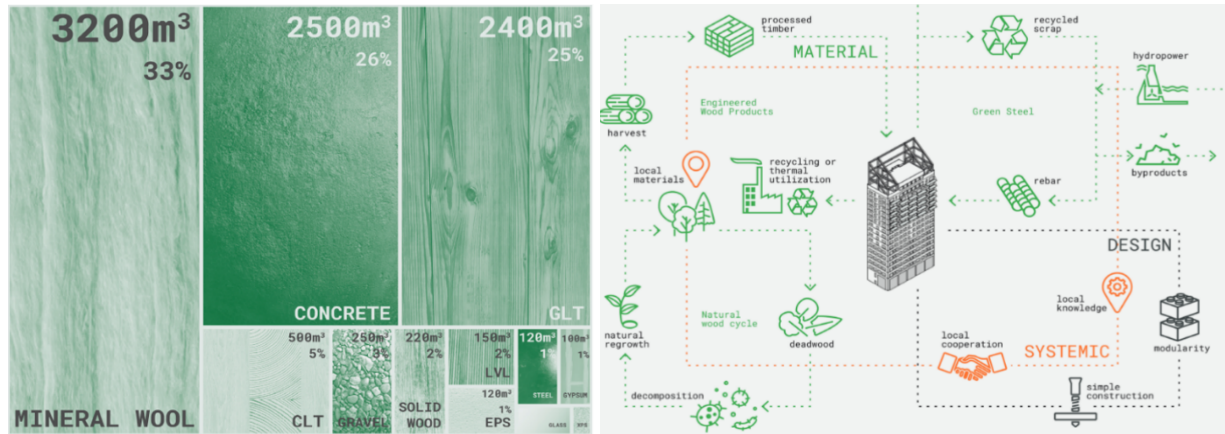 3200m³
33%
MINERAL WOOL
2500m³
26%
CONCRETE
2400m³
25%
GLT
500m³
5%
CLT
250m³
3%
GRAVEL
220m³
2%
SOLID
WOOD
150m³
2%
LVL
120m³
1%
EPS
120m³
1%
STEEL
100m³
1%
GYPSUM
GLASS
XPS
processed
timber
MATERIAL
recycled
scrap
hydropower
Engineered
Wood Products
Green Steel
harvest
local
materials
recycling or
thermal
utilization
rebar
byproducts
DESIGN
natural
regrowth
Natural
wood cycle
deadwood
local
knowledge
local
cooperation
SYSTEMIC
modularity
decomposition
simple
construction